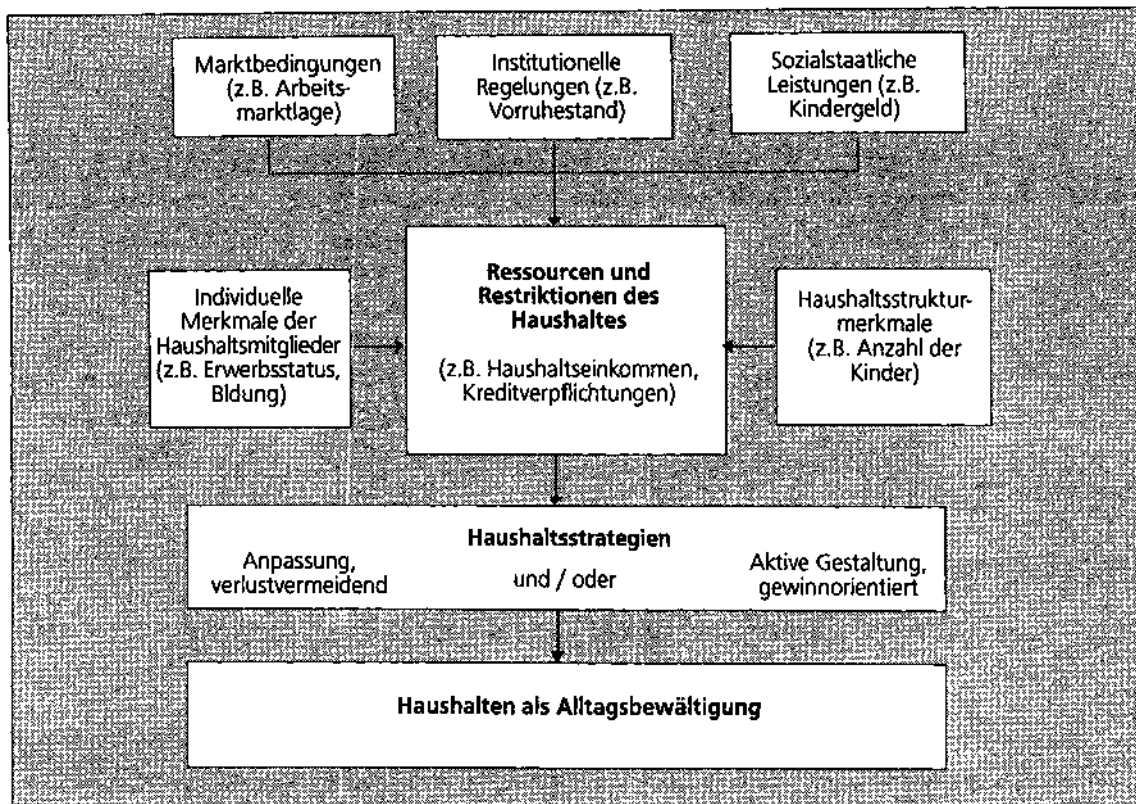 Marktbedingungen
(z.B. Arbeits-
marktlage)
Institutionelle
Regelungen (z.B.
Vorruhestand)
Sozialstaatliche
Leistungen (z.B.
Kindergeld)
Individuelle
Merkmale der
Haushaltsmitglieder
(z.B. Erwerbsstatus,
Bldung)
Ressourcen und
Restriktionen des
Haushaltes
(z.B. Haushaltseinkommen,
Kreditverpflichtungen)
Haushaltsstruktur-
merkmale
(z.B. Anzahl der
Kinder)
Haushaltsstrategien
Anpassung,
verlustvermeidend
und / oder
Aktive Gestaltung,
gewinnorientiert
Haushalten als Alltagsbewältigung